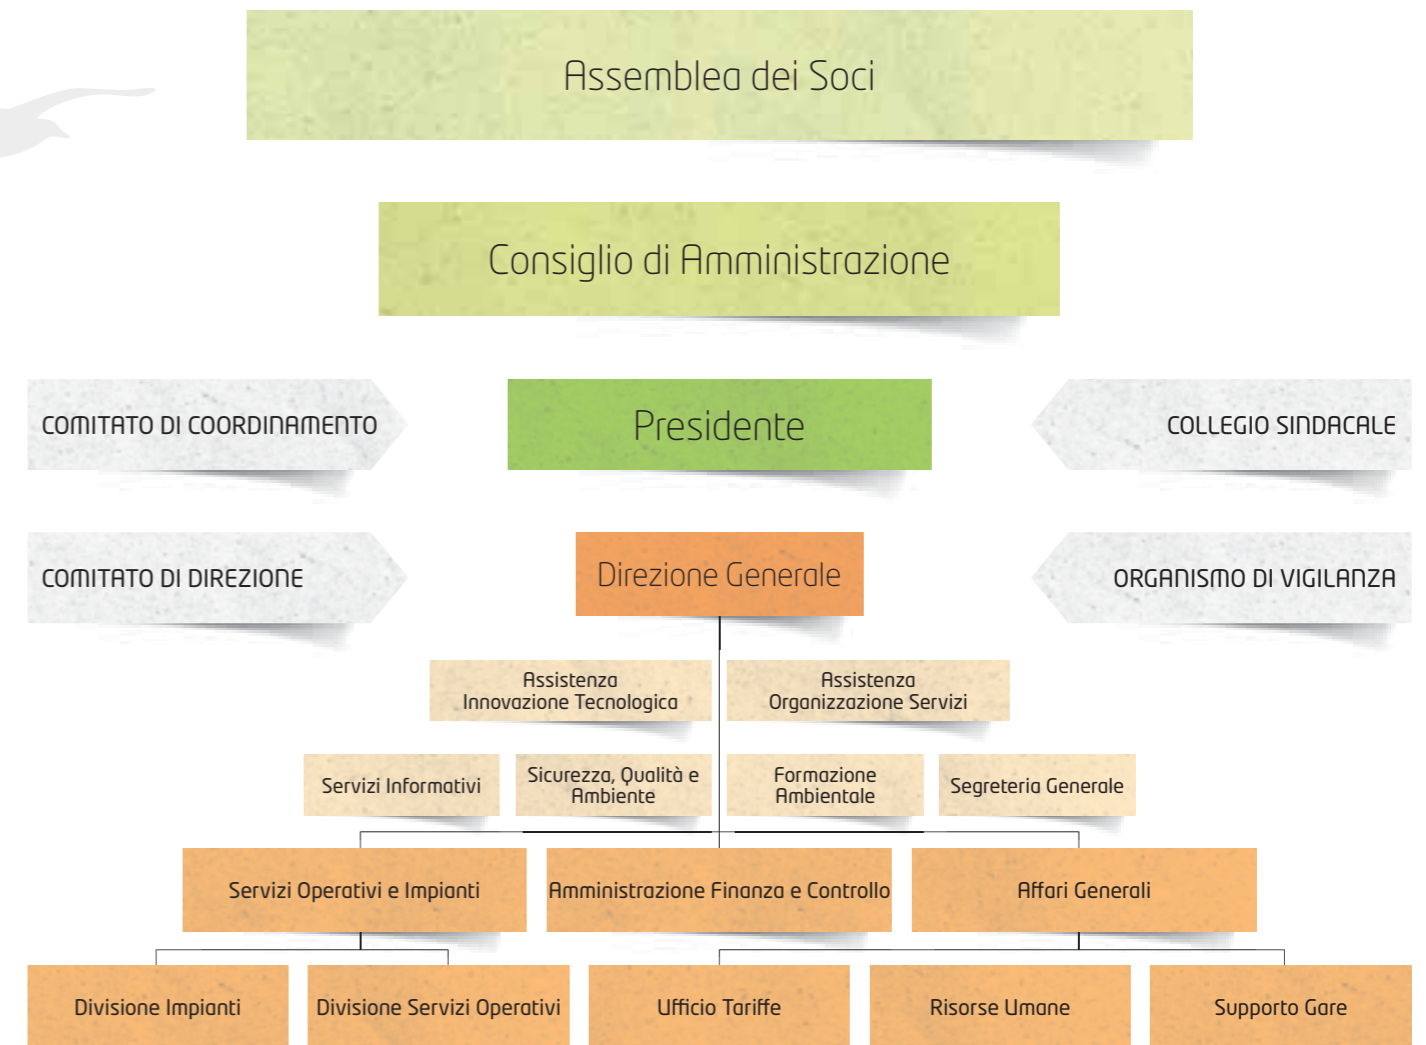 Assemblea dei Soci
Consiglio di Amministrazione
COMITATO DI COORDINAMENTO
Presidente
COLLEGIO SINDACALE
COMITATO DI DIREZIONE
Direzione Generale
ORGANISMO DI VIGILANZA
Assistenza
Innovazione Tecnologica
Assistenza
Organizzazione Servizi
Servizi Informativi
Sicurezza, Qualità e
Ambiente
Formazione
Ambientale
Segreteria Generale
Servizi Operativi e Impianti
Amministrazione Finanza e Controllo
Affari Generali
Divisione Impianti
Divisione Servizi Operativi
Ufficio Tariffe
Risorse Umane
Supporto Gare